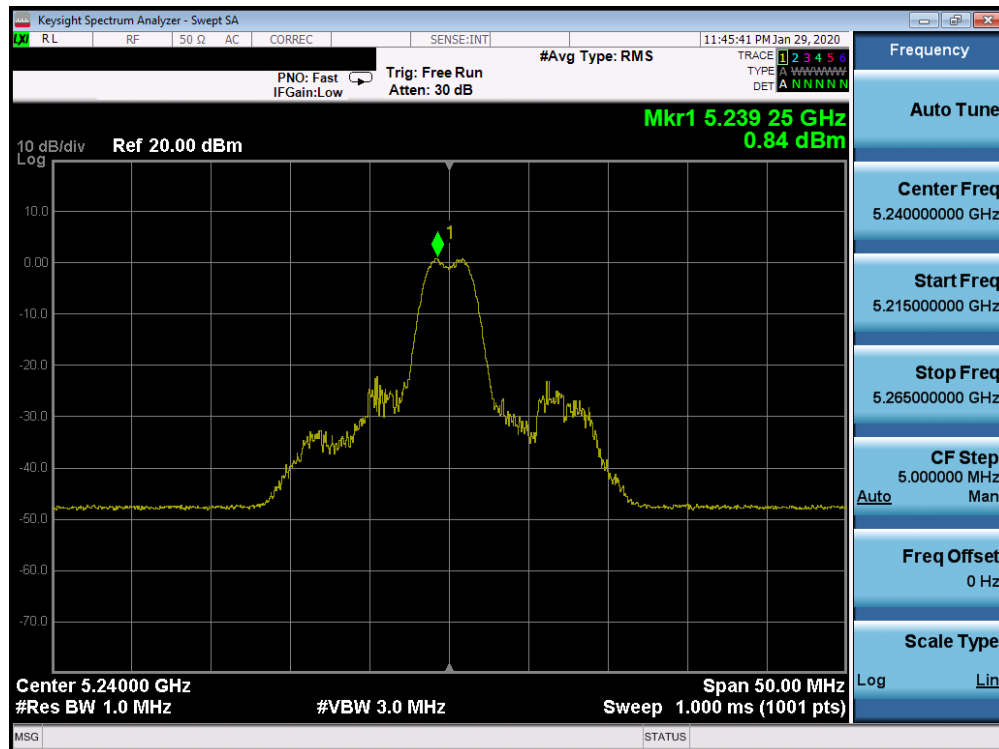 Keysight Spectrum Analyzer - Swept SA
LXI RL RF 50 Ω AC CORREC SENSE:INT 11:45:41 PM Jan 29, 2020
#Avg Type: RMS
TRACE 1 2 3 4 5 6
TYPE A WWWWWW
DET A N N N N N
PNO: Fast
IFGain:Low
Trig: Free Run
Atten: 30 dB
Mkr1 5.239 25 GHz
0.84 dBm
10 dB/div Ref 20.00 dBm
Log
1
10.0
0.00
-10.0
-20.0
-30.0
-40.0
-50.0
-60.0
-70.0
Center 5.24000 GHz Span 50.00 MHz
#Res BW 1.0 MHz #VBW 3.0 MHz Sweep 1.000 ms (1001 pts)
MSG STATUS
Frequency
Auto Tune
Center Freq
5.240000000 GHz
Start Freq
5.215000000 GHz
Stop Freq
5.265000000 GHz
CF Step
5.000000 MHz
Auto Man
Freq Offset
0 Hz
Scale Type
Log Lin